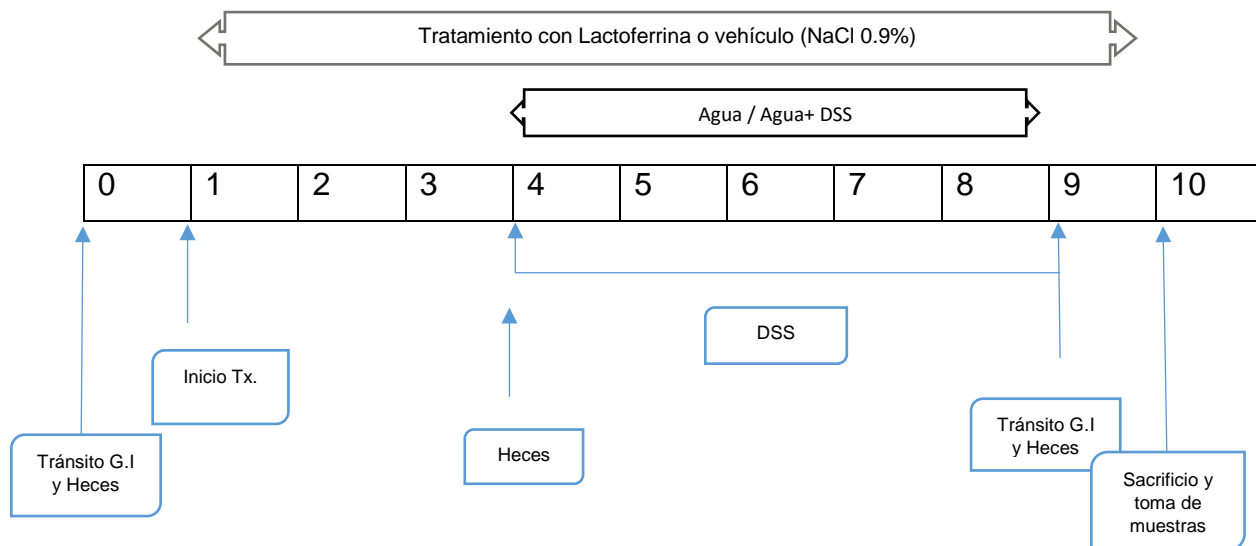 Tratamiento con Lactoferrina o vehículo (NaCl 0.9%)
Agua / Agua+ DSS
0 1 2 3 4 5 6 7 8 9 10
DSS
Inicio Tx.
Heces
Tránsito G.I
y Heces
Tránsito G.I
y Heces
Sacrificio y
toma de
muestras